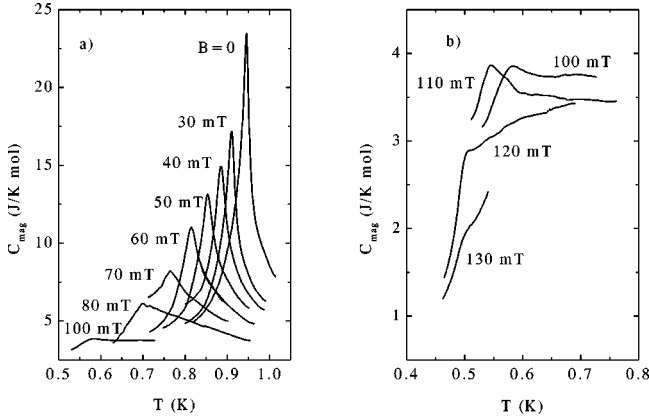 a)
B = 0
30 mT
40 mT
50 mT
60 mT
70 mT
80 mT
100 mT
25
20
15
10
5
C_mag (J/K mol)
0.5 0.6 0.7 0.8 0.9 1.0
T (K)
b)
100 mT
110 mT
120 mT
130 mT
4
3
2
1
C_mag (J/K mol)
0.4 0.5 0.6 0.7 0.8
T (K)